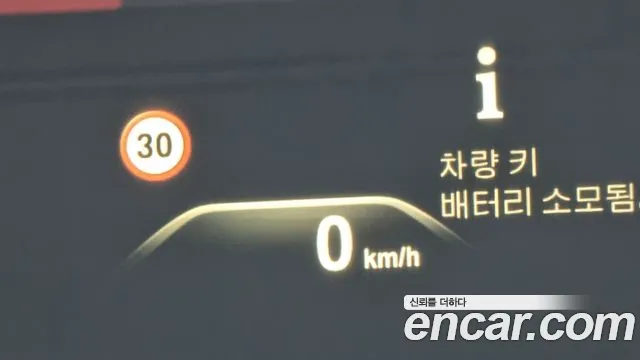 i
30
차량 키
배터리 소모됨.
0 km/h
신뢰를 더하다
encar.com